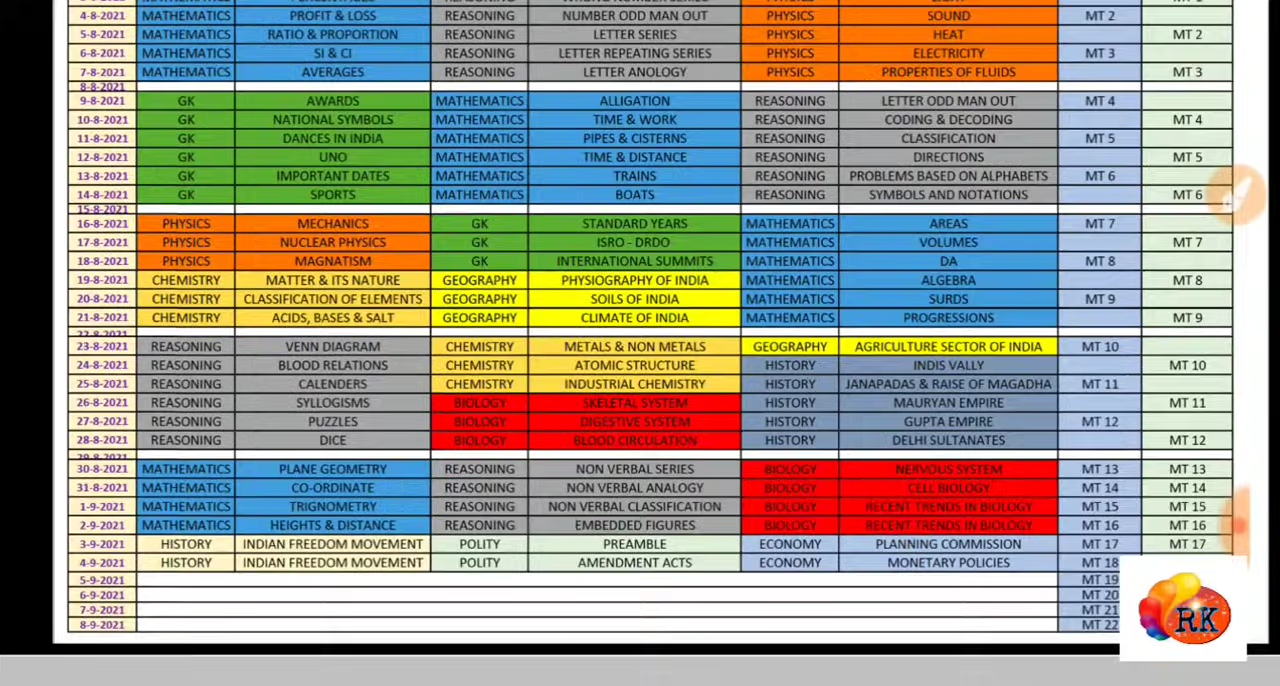 4-8-2021 MATHEMATICS PROFIT & LOSS REASONING NUMBER ODD MAN OUT PHYSICS SOUND MT 2
5-8-2021 MATHEMATICS RATIO & PROPORTION REASONING LETTER SERIES PHYSICS HEAT MT 2
6-8-2021 MATHEMATICS SI & CI REASONING LETTER REPEATING SERIES PHYSICS ELECTRICITY MT 3
7-8-2021 MATHEMATICS AVERAGES REASONING LETTER ANOLOGY PHYSICS PROPERTIES OF FLUIDS MT 3
8-8-2021
9-8-2021 GK AWARDS MATHEMATICS ALLIGATION REASONING LETTER ODD MAN OUT MT 4
10-8-2021 GK NATIONAL SYMBOLS MATHEMATICS TIME & WORK REASONING CODING & DECODING MT 4
11-8-2021 GK DANCES IN INDIA MATHEMATICS PIPES & CISTERNS REASONING CLASSIFICATION MT 5
12-8-2021 GK UNO MATHEMATICS TIME & DISTANCE REASONING DIRECTIONS MT 5
13-8-2021 GK IMPORTANT DATES MATHEMATICS TRAINS REASONING PROBLEMS BASED ON ALPHABETS MT 6
14-8-2021 GK SPORTS MATHEMATICS BOATS REASONING SYMBOLS AND NOTATIONS MT 6
15-8-2021
16-8-2021 PHYSICS MECHANICS GK STANDARD YEARS MATHEMATICS AREAS MT 7
17-8-2021 PHYSICS NUCLEAR PHYSICS GK ISRO - DRDO MATHEMATICS VOLUMES MT 7
18-8-2021 PHYSICS MAGNATISM GK INTERNATIONAL SUMMITS MATHEMATICS DA MT 8
19-8-2021 CHEMISTRY MATTER & ITS NATURE GEOGRAPHY PHYSIOGRAPHY OF INDIA MATHEMATICS ALGEBRA MT 8
20-8-2021 CHEMISTRY CLASSIFICATION OF ELEMENTS GEOGRAPHY SOILS OF INDIA MATHEMATICS SURDS MT 9
21-8-2021 CHEMISTRY ACIDS, BASES & SALT GEOGRAPHY CLIMATE OF INDIA MATHEMATICS PROGRESSIONS MT 9
22-8-2021
23-8-2021 REASONING VENN DIAGRAM CHEMISTRY METALS & NON METALS GEOGRAPHY AGRICULTURE SECTOR OF INDIA MT 10
24-8-2021 REASONING BLOOD RELATIONS CHEMISTRY ATOMIC STRUCTURE HISTORY INDIS VALLY MT 10
25-8-2021 REASONING CALENDERS CHEMISTRY INDUSTRIAL CHEMISTRY HISTORY JANAPADAS & RAISE OF MAGADHA MT 11
26-8-2021 REASONING SYLLOGISMS BIOLOGY SKELETAL SYSTEM HISTORY MAURYAN EMPIRE MT 11
27-8-2021 REASONING PUZZLES BIOLOGY DIGESTIVE SYSTEM HISTORY GUPTA EMPIRE MT 12
28-8-2021 REASONING DICE BIOLOGY BLOOD CIRCULATION HISTORY DELHI SULTANATES MT 12
29-8-2021
30-8-2021 MATHEMATICS PLANE GEOMETRY REASONING NON VERBAL SERIES BIOLOGY NERVOUS SYSTEM MT 13 MT 13
31-8-2021 MATHEMATICS CO-ORDINATE REASONING NON VERBAL ANALOGY BIOLOGY CELL BIOLOGY MT 14 MT 14
1-9-2021 MATHEMATICS TRIGNOMETRY REASONING NON VERBAL CLASSIFICATION BIOLOGY RECENT TRENDS IN BIOLOGY MT 15 MT 15
2-9-2021 MATHEMATICS HEIGHTS & DISTANCE REASONING EMBEDDED FIGURES BIOLOGY RECENT TRENDS IN BIOLOGY MT 16 MT 16
3-9-2021 HISTORY INDIAN FREEDOM MOVEMENT POLITY PREAMBLE ECONOMY PLANNING COMMISSION MT 17 MT 17
4-9-2021 HISTORY INDIAN FREEDOM MOVEMENT POLITY AMENDMENT ACTS ECONOMY MONETARY POLICIES MT 18
5-9-2021 MT 19
6-9-2021 MT 20
7-9-2021 MT 21
8-9-2021 MT 22
RK